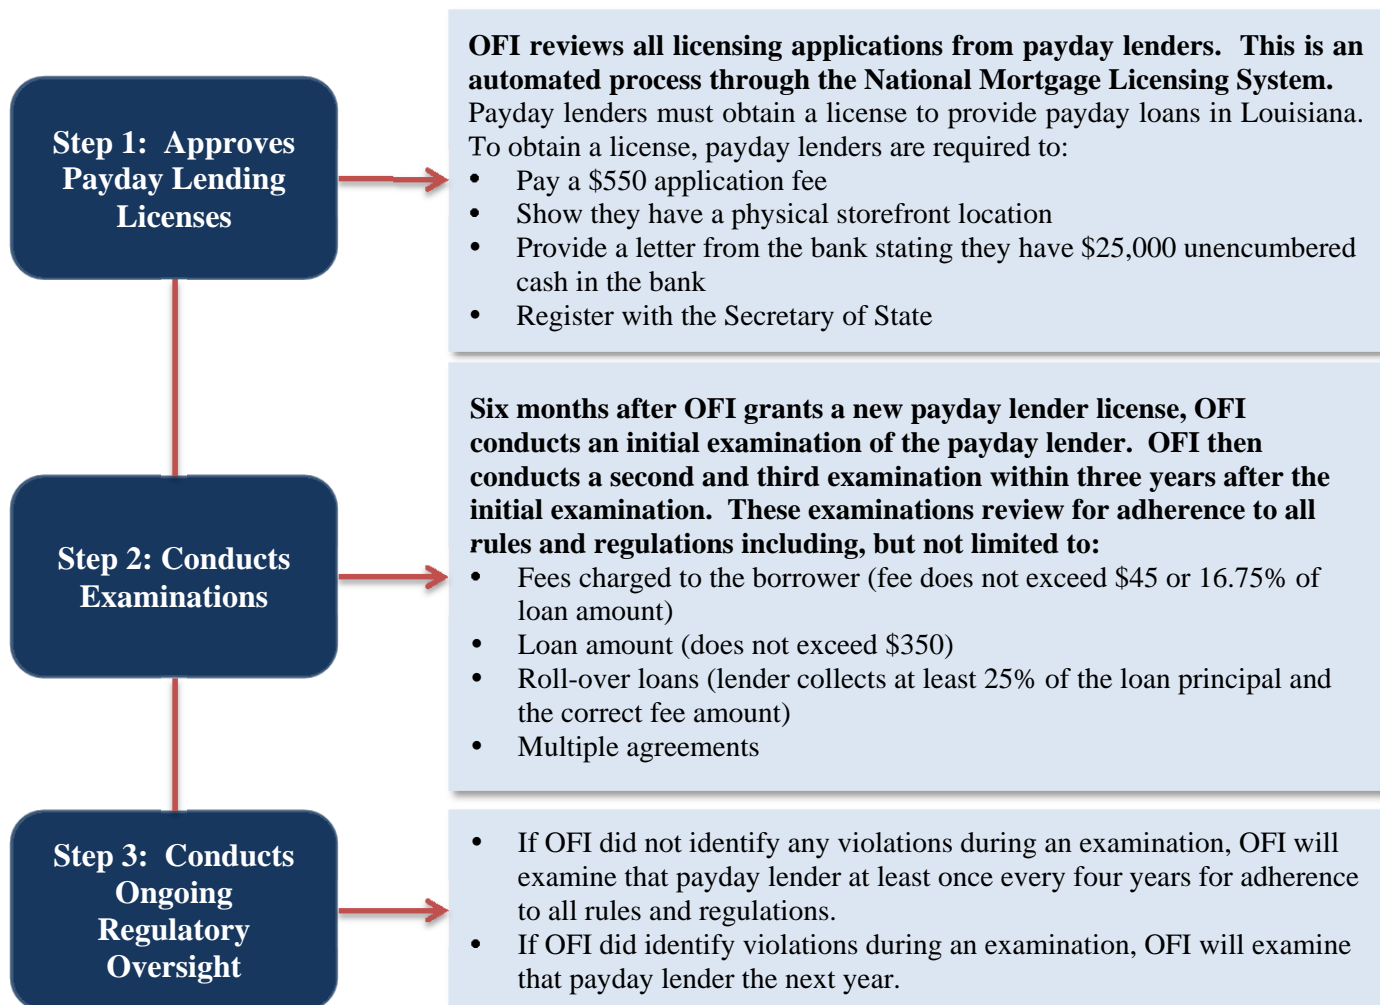 Step 1:  Approves
Payday Lending
Licenses
OFI reviews all licensing applications from payday lenders.  This is an
automated process through the National Mortgage Licensing System.
Payday lenders must obtain a license to provide payday loans in Louisiana.
To obtain a license, payday lenders are required to:
• Pay a $550 application fee
• Show they have a physical storefront location
• Provide a letter from the bank stating they have $25,000 unencumbered
cash in the bank
• Register with the Secretary of State
Step 2: Conducts
Examinations
Six months after OFI grants a new payday lender license, OFI
conducts an initial examination of the payday lender.  OFI then
conducts a second and third examination within three years after the
initial examination.  These examinations review for adherence to all
rules and regulations including, but not limited to:
• Fees charged to the borrower (fee does not exceed $45 or 16.75% of
loan amount)
• Loan amount (does not exceed $350)
• Roll-over loans (lender collects at least 25% of the loan principal and
the correct fee amount)
• Multiple agreements
Step 3:  Conducts
Ongoing
Regulatory
Oversight
• If OFI did not identify any violations during an examination, OFI will
examine that payday lender at least once every four years for adherence
to all rules and regulations.
• If OFI did identify violations during an examination, OFI will examine
that payday lender the next year.